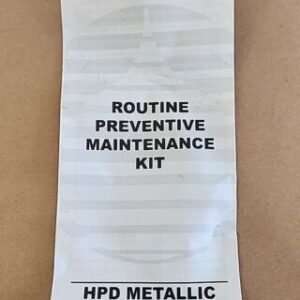 ROUTINE
PREVENTIVE
MAINTENANCE
KIT
HPD METALLIC